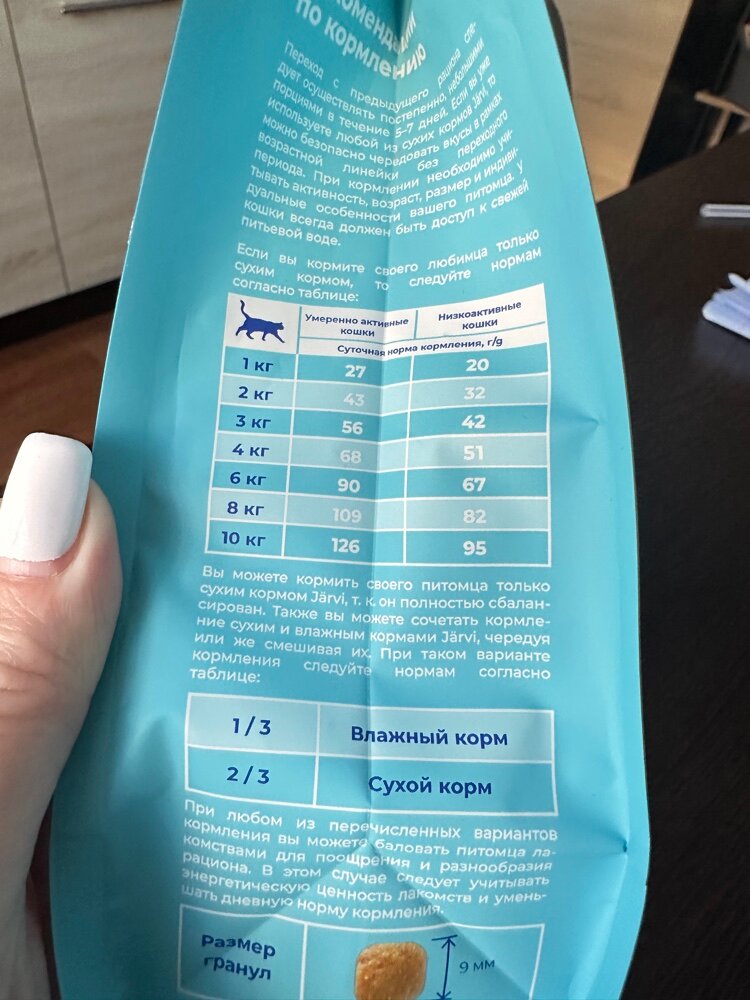 по кормлению
Переход с предыдущего рациона сле-
дует осуществлять постепенно, небольшими
порциями в течение 5–7 дней. Если вы уже
используете любой из сухих кормов Järvi, то
можно безопасно чередовать вкусы в рамках
возрастной линейки без переходного
периода. При кормлении необходимо учи-
тывать активность, возраст, размер и индиви-
дуальные особенности вашего питомца. У
кошки всегда должен быть доступ к свежей
питьевой воде.
Если вы кормите своего любимца только
сухим кормом, то следуйте нормам
согласно таблице:
Умеренно активные кошки Низкоактивные кошки
Суточная норма кормления, г/g
1 кг 27 20
2 кг 43 32
3 кг 56 42
4 кг 68 51
6 кг 90 67
8 кг 109 82
10 кг 126 95
Вы можете кормить своего питомца только
сухим кормом Järvi, т. к. он полностью сбалан-
сирован. Также вы можете сочетать кормле-
ние сухим и влажным кормами Järvi, чередуя
или же смешивая их. При таком варианте
кормления следуйте нормам согласно
таблице:
1/3 Влажный корм
2/3 Сухой корм
При любом из перечисленных вариантов
кормления вы можете баловать питомца ла-
комствами для поощрения и разнообразия
рациона. В этом случае следует учитывать
энергетическую ценность лакомств и умень-
шать дневную норму кормления.
Размер
гранул
9 мм